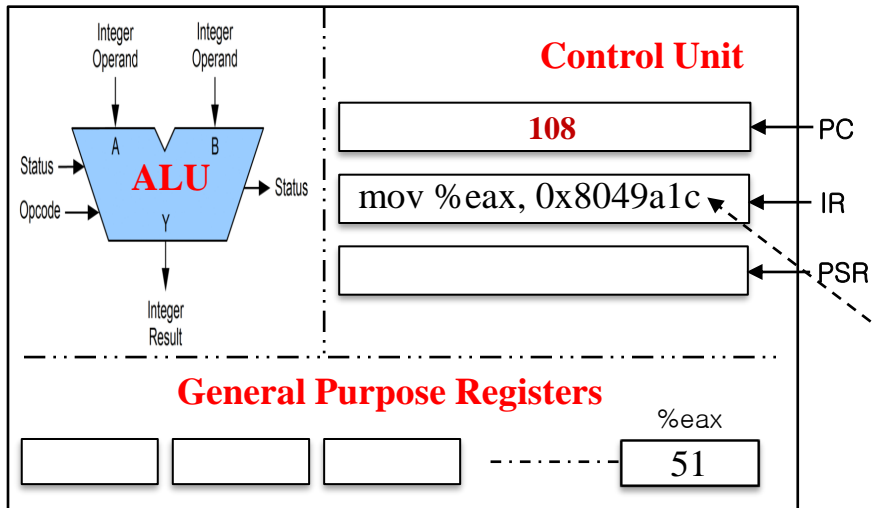 Integer
Operand
Integer
Operand
A
B
ALU
Status
Status
Opcode
Y
Integer
Result
Control Unit
108
PC
mov %eax, 0x8049a1c
IR
PSR
General Purpose Registers
%eax
51